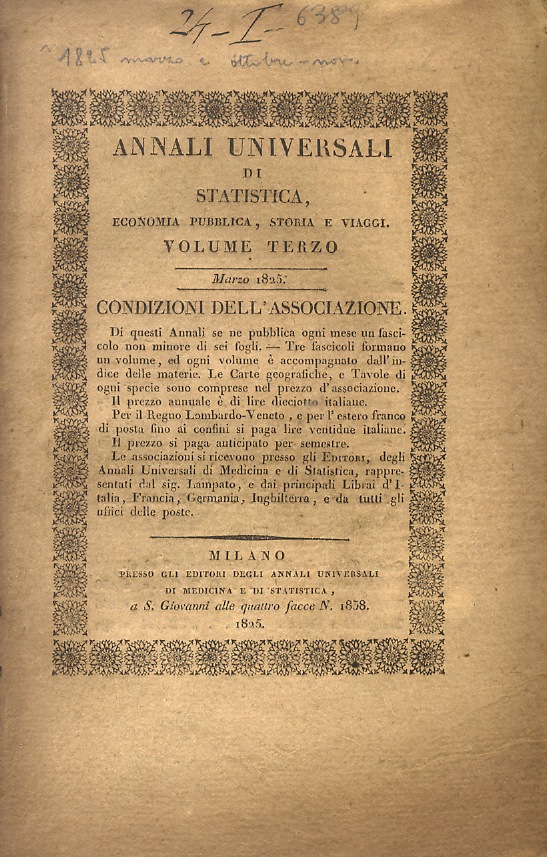 24-I-6389
1825 marzo e ottobre-nov.
ANNALI UNIVERSALI
DI
STATISTICA,
ECONOMIA PUBBLICA, STORIA E VIAGGI.
VOLUME TERZO
Marzo 1825.
CONDIZIONI DELL'ASSOCIAZIONE.
Di questi Annali se ne pubblica ogni mese un fasci-
colo non minore di sei fogli. — Tre fascicoli formano
un volume, ed ogni volume è accompagnato dall'in-
dice delle materie. Le Carte geografiche, e Tavole di
ogni specie sono comprese nel prezzo d'associazione.
Il prezzo annuale è di lire dieciotto italiane.
Per il Regno Lombardo-Veneto, e per l'estero franco
di posta fino ai confini si paga lire ventidue italiane.
Il prezzo si paga anticipato per semestre.
Le associazioni si ricevono presso gli EDITORI, degli
Annali Universali di Medicina e di Statistica, rappre-
sentati dal sig. Lampato, e dai principali Librai d'I-
talia, Francia, Germania, Inghilterra, e da tutti gli
uffici delle poste.
MILANO
PRESSO GLI EDITORI DEGLI ANNALI UNIVERSALI
DI MEDICINA E DI STATISTICA,
a S. Giovanni alle quattro facce N. 1838.
1825.